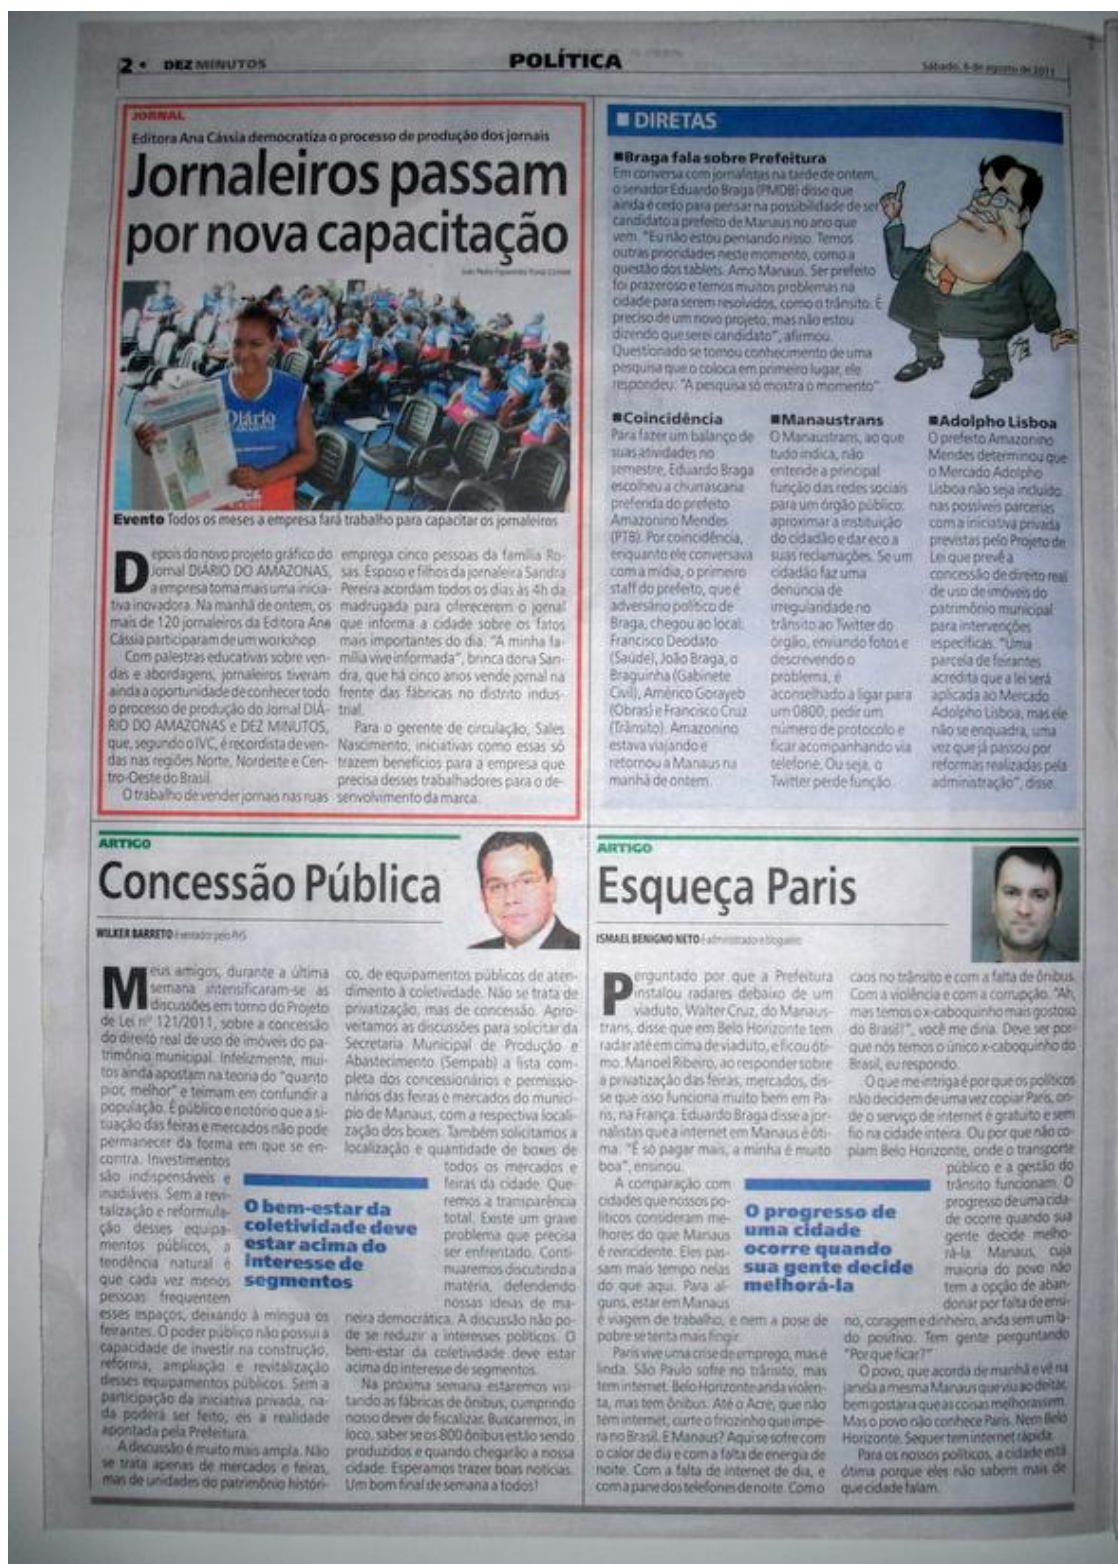 2 • DEZ MINUTOS
POLÍTICA
Sábado, 6 de agosto de 2011
JORNAL
Editora Ana Cássia democratiza o processo de produção dos jornais
Jornaleiros passam
por nova capacitação
Diário
Evento Todos os meses a empresa fará trabalho para capacitar os jornaleiros
Depois do novo projeto gráfico do
Jornal DIÁRIO DO AMAZONAS,
a empresa toma mais uma inicia-
tiva inovadora. Na manhã de ontem, os
mais de 120 jornaleiros da Editora Ana
Cássia participaram de um workshop.
Com palestras educativas sobre ven-
das e abordagens, jornaleiros tiveram
ainda a oportunidade de conhecer todo
o processo de produção do Jornal DIÁ-
RIO DO AMAZONAS e DEZ MINUTOS,
que, segundo o IVC, é recordista de ven-
das nas regiões Norte, Nordeste e Cen-
tro-Oeste do Brasil.
O trabalho de vender jornais nas ruas
emprega cinco pessoas da família Ro-
sas. Esposo e filhos da jornaleira Sandra
Pereira acordam todos os dias às 4h da
madrugada para oferecerem o jornal
que informa a cidade sobre os fatos
mais importantes do dia. "A minha fa-
mília vive informada", brinca dona San-
dra, que há cinco anos vende jornal na
frente das fábricas no distrito indus-
trial.
Para o gerente de circulação, Sales
Nascimento, iniciativas como essas só
trazem benefícios para a empresa que
precisa desses trabalhadores para o de-
senvolvimento da marca.
■ DIRETAS
■Braga fala sobre Prefeitura
Em conversa com jornalistas na tarde de ontem,
o senador Eduardo Braga (PMDB) disse que
ainda é cedo para pensar na possibilidade de ser
candidato a prefeito de Manaus no ano que
vem. "Eu não estou pensando nisso. Temos
outras prioridades neste momento, como a
questão dos tablets. Amo Manaus. Ser prefeito
foi prazeroso e temos muitos problemas na
cidade para serem resolvidos, como o trânsito. É
preciso de um novo projeto, mas não estou
dizendo que serei candidato", afirmou.
Questionado se tomou conhecimento de uma
pesquisa que o coloca em primeiro lugar, ele
respondeu: "A pesquisa só mostra o momento"
■Coincidência
Para fazer um balanço de
suas atividades no
semestre, Eduardo Braga
escolheu a churrascaria
preferida do prefeito
Amazonino Mendes
(PTB). Por coincidência,
enquanto ele conversava
com a mídia, o primeiro
staff do prefeito, que é
adversário político de
Braga, chegou ao local:
Francisco Deodato
(Saúde), João Braga, o
Braguinha (Gabinete
Civil), Américo Gorayeb
(Obras) e Francisco Cruz
(Trânsito). Amazonino
estava viajando e
retornou a Manaus na
manhã de ontem.
■Manaustrans
O Manaustrans, ao que
tudo indica, não
entende a principal
função das redes sociais
para um órgão público:
aproximar a instituição
do cidadão e dar eco a
suas reclamações. Se um
cidadão faz uma
denúncia de
irregularidade no
trânsito ao Twitter do
órgão, enviando fotos e
descrevendo o
problema, é
aconselhado a ligar para
um 0800, pedir um
número de protocolo e
ficar acompanhando via
telefone. Ou seja, o
Twitter perde função.
■Adolpho Lisboa
O prefeito Amazonino
Mendes determinou que
o Mercado Adolpho
Lisboa não seja incluído
nas possíveis parcerias
com a iniciativa privada
previstas pelo Projeto de
Lei que prevê a
concessão de direito real
de uso de imóveis do
patrimônio municipal
para intervenções
específicas. "Uma
parcela de feirantes
acredita que a lei será
aplicada ao Mercado
Adolpho Lisboa, mas ele
não se enquadra, uma
vez que já passou por
reformas realizadas pela
administração", disse.
ARTIGO
Concessão Pública
WILKER BARRETO é vereador pelo PHS
Meus amigos, durante a última
semana intensificaram-se as
discussões em torno do Projeto
de Lei nº 121/2011, sobre a concessão
do direito real de uso de imóveis do pa-
trimônio municipal. Infelizmente, mui-
tos ainda apostam na teoria do "quanto
pior, melhor" e teimam em confundir a
população. É público e notório que a si-
tuação das feiras e mercados não pode
permanecer da forma em que se en-
contra. Investimentos
são indispensáveis e
inadiáveis. Sem a revi-
talização e reformula-
ção desses equipa-
mentos públicos, a
tendência natural é
que cada vez menos
pessoas frequentem
esses espaços, deixando à mingua os
feirantes. O poder público não possui a
capacidade de investir na construção,
reforma, ampliação e revitalização
desses equipamentos públicos. Sem a
participação da iniciativa privada, na-
da poderá ser feito, eis a realidade
apontada pela Prefeitura.
A discussão é muito mais ampla. Não
se trata apenas de mercados e feiras,
mas de unidades do patrimônio históri-
O bem-estar da
coletividade deve
estar acima do
interesse de
segmentos
co, de equipamentos públicos de aten-
dimento à coletividade. Não se trata de
privatização, mas de concessão. Apro-
veitamos as discussões para solicitar da
Secretaria Municipal de Produção e
Abastecimento (Sempab) a lista com-
pleta dos concessionários e permissio-
nários das feiras e mercados do municí-
pio de Manaus, com a respectiva locali-
zação dos boxes. Também solicitamos a
localização e quantidade de boxes de
todos os mercados e
feiras da cidade. Que-
remos a transparência
total. Existe um grave
problema que precisa
ser enfrentado. Conti-
nuaremos discutindo a
matéria, defendendo
nossas ideias de ma-
neira democrática. A discussão não po-
de se reduzir a interesses políticos. O
bem-estar da coletividade deve estar
acima do interesse de segmentos.
Na próxima semana estaremos visi-
tando as fábricas de ônibus, cumprindo
nosso dever de fiscalizar. Buscaremos, in
loco, saber se os 800 ônibus estão sendo
produzidos e quando chegarão a nossa
cidade. Esperamos trazer boas notícias.
Um bom final de semana a todos!
ARTIGO
Esqueça Paris
ISMAEL BENIGNO NETO é administrador e blogueiro
Perguntado por que a Prefeitura
instalou radares debaixo de um
viaduto, Walter Cruz, do Manaus-
trans, disse que em Belo Horizonte tem
radar até em cima de viaduto, e ficou óti-
mo. Manoel Ribeiro, ao responder sobre
a privatização das feiras, mercados, dis-
se que isso funciona muito bem em Pa-
ris, na França. Eduardo Braga disse a jor-
nalistas que a internet em Manaus é óti-
ma. "É só pagar mais, a minha é muito
boa", ensinou.
A comparação com
cidades que nossos po-
líticos consideram me-
lhores do que Manaus
é reincidente. Eles pas-
sam mais tempo nelas
do que aqui. Para al-
guns, estar em Manaus
é viagem de trabalho, e nem a pose de
pobre se tenta mais fingir.
Paris vive uma crise de emprego, mas é
linda. São Paulo sofre no trânsito, mas
tem internet. Belo Horizonte anda violen-
ta, mas tem ônibus. Até o Acre, que não
tem internet, curte o friozinho que impe-
ra no Brasil. E Manaus? Aqui se sofre com
o calor de dia e com a falta de energia de
noite. Com a falta de internet de dia, e
com a pane dos telefones de noite. Com o
O progresso de
uma cidade
ocorre quando
sua gente decide
melhorá-la
caos no trânsito e com a falta de ônibus.
Com a violência e com a corrupção. "Ah,
mas temos o x-caboquinho mais gostoso
do Brasil!", você me diria. Deve ser por-
que nós temos o único x-caboquinho do
Brasil, eu respondo.
O que me intriga é por que os políticos
não decidem de uma vez copiar Paris, on-
de o serviço de internet é gratuito e sem
fio na cidade inteira. Ou por que não co-
piam Belo Horizonte, onde o transporte
público e a gestão do
trânsito funcionam. O
progresso de uma cida-
de ocorre quando sua
gente decide melho-
rá-la. Manaus, cuja
maioria do povo não
tem a opção de aban-
donar por falta de ensi-
no, coragem e dinheiro, anda sem um la-
do positivo. Tem gente perguntando
"Por que ficar?"
O povo, que acorda de manhã e vê na
janela a mesma Manaus que viu ao deitar,
bem gostaria que as coisas melhorassem.
Mas o povo não conhece Paris. Nem Belo
Horizonte. Sequer tem internet rápida.
Para os nossos políticos, a cidade está
ótima porque eles não sabem mais de
que cidade falam.